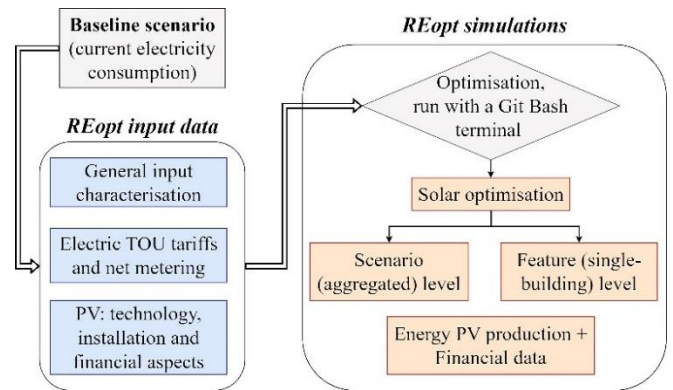 Baseline scenario
(current electricity
consumption)
REopt input data
General input
characterisation
Electric TOU tariffs
and net metering
PV: technology,
installation and
financial aspects
REopt simulations
Optimisation,
run with a Git Bash
terminal
Solar optimisation
Scenario
(aggregated) level
Feature (single-
building) level
Energy PV production +
Financial data